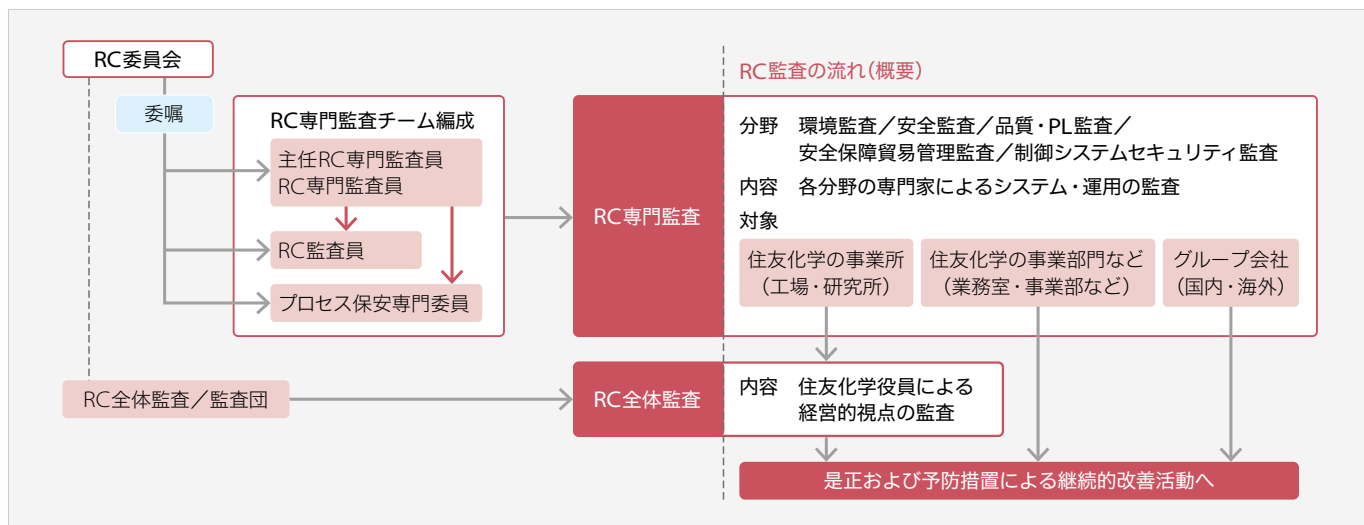 RC委員会
委嘱
RC専門監査チーム編成
主任RC専門監査員
RC専門監査員
RC監査員
プロセス保安専門委員
RC全体監査／監査団
RC監査の流れ（概要）
RC専門監査
分野 環境監査／安全監査／品質・PL監査／
安全保障貿易管理監査／制御システムセキュリティ監査
内容 各分野の専門家によるシステム・運用の監査
対象
住友化学の事業所
（工場・研究所）
住友化学の事業部門など
（業務室・事業部など）
グループ会社
（国内・海外）
RC全体監査
内容 住友化学役員による
経営的視点の監査
是正および予防措置による継続的改善活動へ